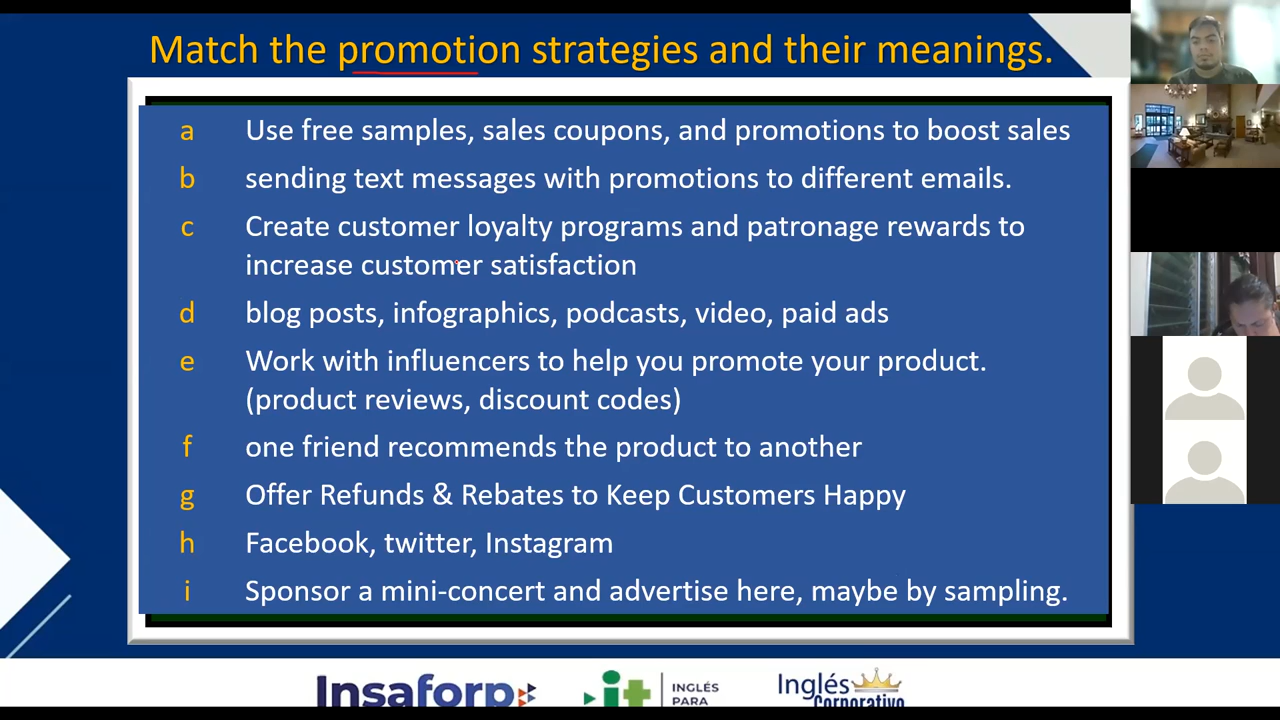 Match the promotion strategies and their meanings.
a Use free samples, sales coupons, and promotions to boost sales
b sending text messages with promotions to different emails.
c Create customer loyalty programs and patronage rewards to
increase customer satisfaction
d blog posts, infographics, podcasts, video, paid ads
e Work with influencers to help you promote your product.
(product reviews, discount codes)
f one friend recommends the product to another
g Offer Refunds & Rebates to Keep Customers Happy
h Facebook, twitter, Instagram
i Sponsor a mini-concert and advertise here, maybe by sampling.
Insaforp
it
INGLÉS
PARA
Inglés
Corporativo